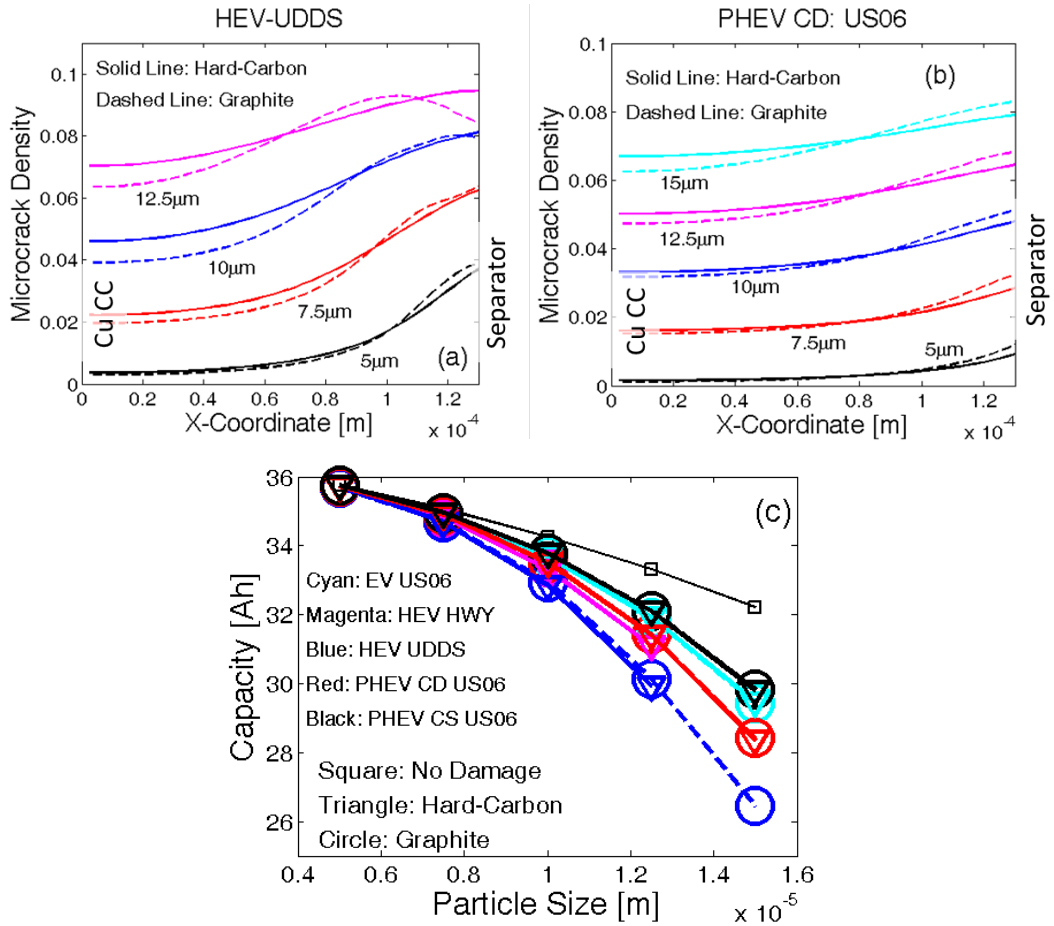 HEV-UDDS
0.1
0.08
0.06
0.04
0.02
0
Microcrack Density
Solid Line: Hard-Carbon
Dashed Line: Graphite
12.5µm
10µm
7.5µm
5µm
(a)
Cu CC
Separator
0 0.2 0.4 0.6 0.8 1 1.2
X-Coordinate [m]
x 10⁻⁴
PHEV CD: US06
0.1
0.08
0.06
0.04
0.02
0
Microcrack Density
Solid Line: Hard-Carbon
(b)
Dashed Line: Graphite
15µm
12.5µm
10µm
7.5µm
5µm
Cu CC
Separator
0 0.2 0.4 0.6 0.8 1 1.2
X-Coordinate [m]
x 10⁻⁴
36
34
32
30
28
26
Capacity [Ah]
(c)
Cyan: EV US06
Magenta: HEV HWY
Blue: HEV UDDS
Red: PHEV CD US06
Black: PHEV CS US06
Square: No Damage
Triangle: Hard-Carbon
Circle: Graphite
0.4 0.6 0.8 1 1.2 1.4 1.6
Particle Size [m]
x 10⁻⁵